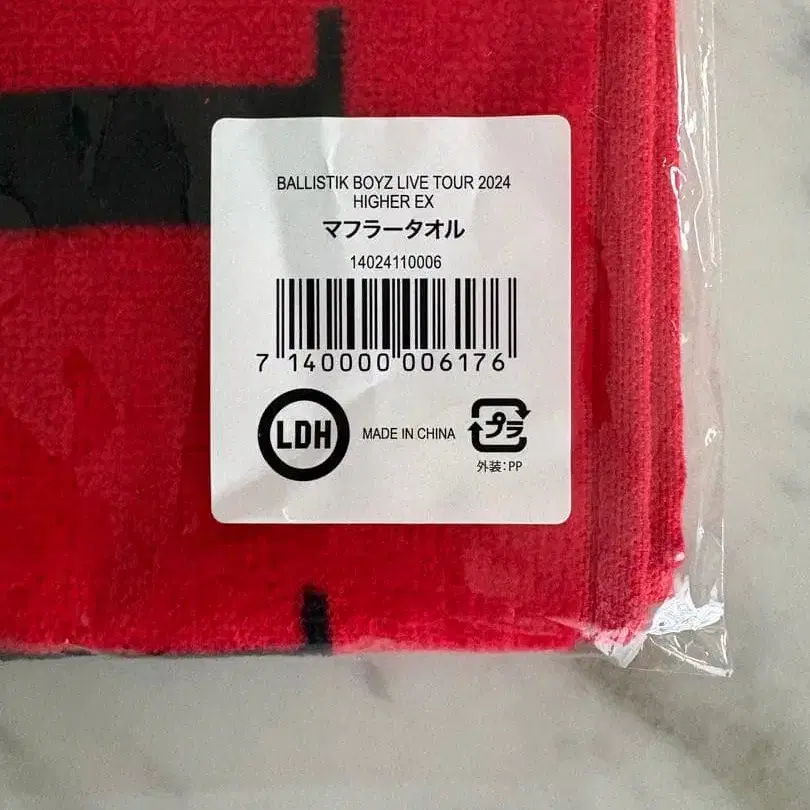 BALLISTIK BOYZ LIVE TOUR 2024
HIGHER EX
マフラータオル
14024110006
7 140000 006176
LDH
MADE IN CHINA
プラ
外装:PP